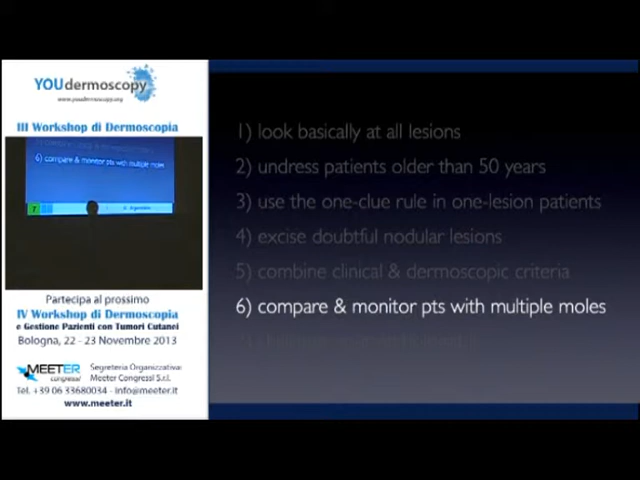 YOUdermoscopy
www.youdermoscopy.org
III Workshop di Dermoscopia
6) compare & monitor pts with multiple moles
Partecipa al prossimo
IV Workshop di Dermoscopia
e Gestione Pazienti con Tumori Cutanei
Bologna, 22 - 23 Novembre 2013
MEETER
congressi
Segreteria Organizzativa:
Meeter Congressi S.r.l.
Tel. +39 06 33680034 - info@meeter.it
www.meeter.it
1) look basically at all lesions
2) undress patients older than 50 years
3) use the one-clue rule in one-lesion patients
4) excise doubtful nodular lesions
5) combine clinical & dermoscopic criteria
6) compare & monitor pts with multiple moles